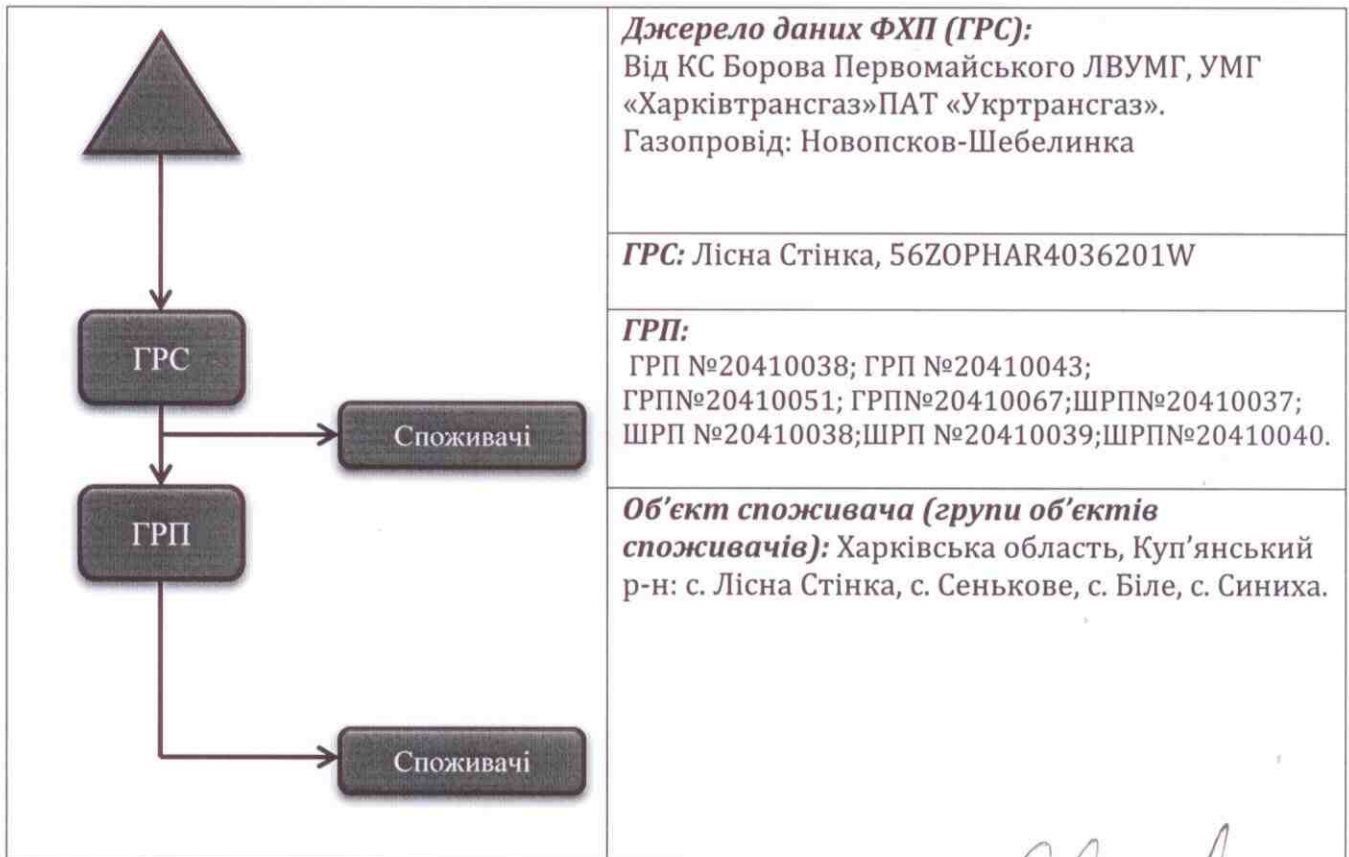 ГРС
Споживачі
ГРП
Споживачі
Джерело даних ФХП (ГРС):
Від КС Борова Первомайського ЛВУМГ, УМГ
«Харківтрансгаз»ПАТ «Укртрансгаз».
Газопровід: Новопсков-Шебелинка
ГРС: Лісна Стінка, 56ZOPHAR4036201W
ГРП:
ГРП №20410038; ГРП №20410043;
ГРП№20410051; ГРП№20410067;ШРП№20410037;
ШРП №20410038;ШРП №20410039;ШРП№20410040.
Об’єкт споживача (групи об’єктів
споживачів): Харківська область, Куп’янський
р-н: с. Лісна Стінка, с. Сенькове, с. Біле, с. Синиха.